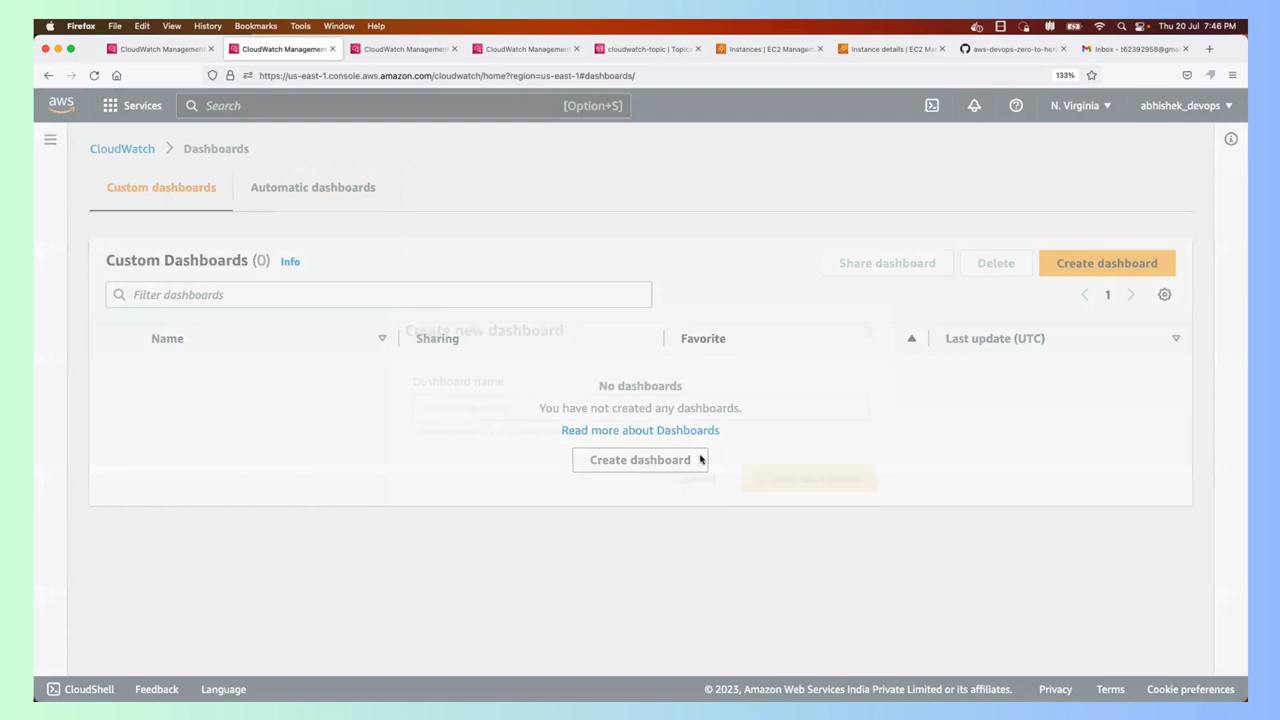 Firefox File Edit View History Bookmarks Tools Window Help Thu 20 Jul 7:46 PM
CloudWatch Management CloudWatch Management CloudWatch Management CloudWatch Management cloudwatch-topic | Topics Instances | EC2 Managem Instance details | EC2 Ma aws-devops-zero-to-her Inbox - t62392958@gmai
https://us-east-1.console.aws.amazon.com/cloudwatch/home?region=us-east-1#dashboards/ 133%
aws Services Search [Option+S] N. Virginia abhishek_devops
CloudWatch > Dashboards
Custom dashboards Automatic dashboards
Custom Dashboards (0) Info Share dashboard Delete Create dashboard
Filter dashboards 1
Create new dashboard
Name Sharing Favorite Last update (UTC)
Dashboard name
No dashboards
You have not created any dashboards.
Read more about Dashboards
Create dashboard
CloudShell Feedback Language © 2023, Amazon Web Services India Private Limited or its affiliates. Privacy Terms Cookie preferences